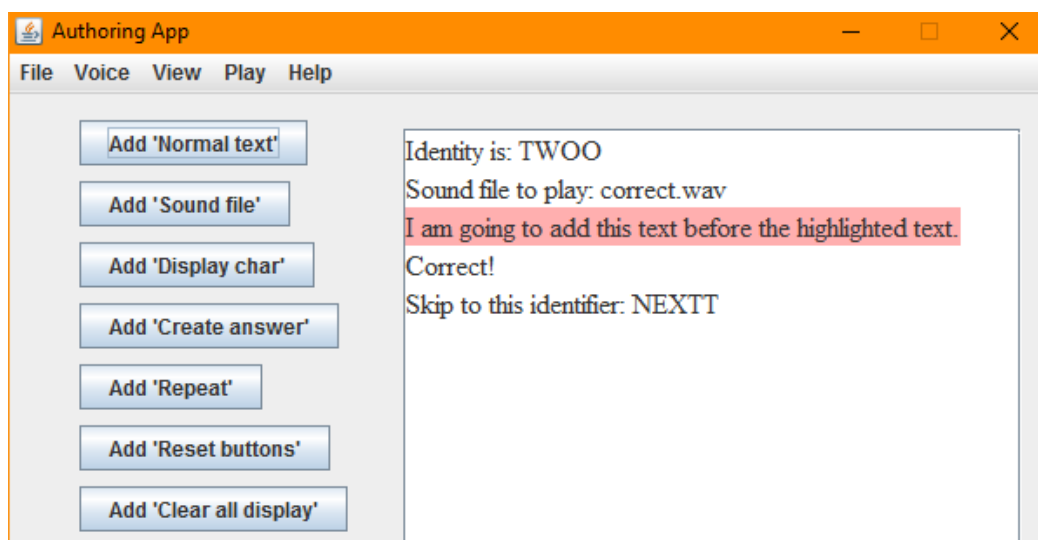 Authoring App
File Voice View Play Help
Add 'Normal text'
Add 'Sound file'
Add 'Display char'
Add 'Create answer'
Add 'Repeat'
Add 'Reset buttons'
Add 'Clear all display'
Identity is: TWOO
Sound file to play: correct.wav
I am going to add this text before the highlighted text.
Correct!
Skip to this identifier: NEXTT